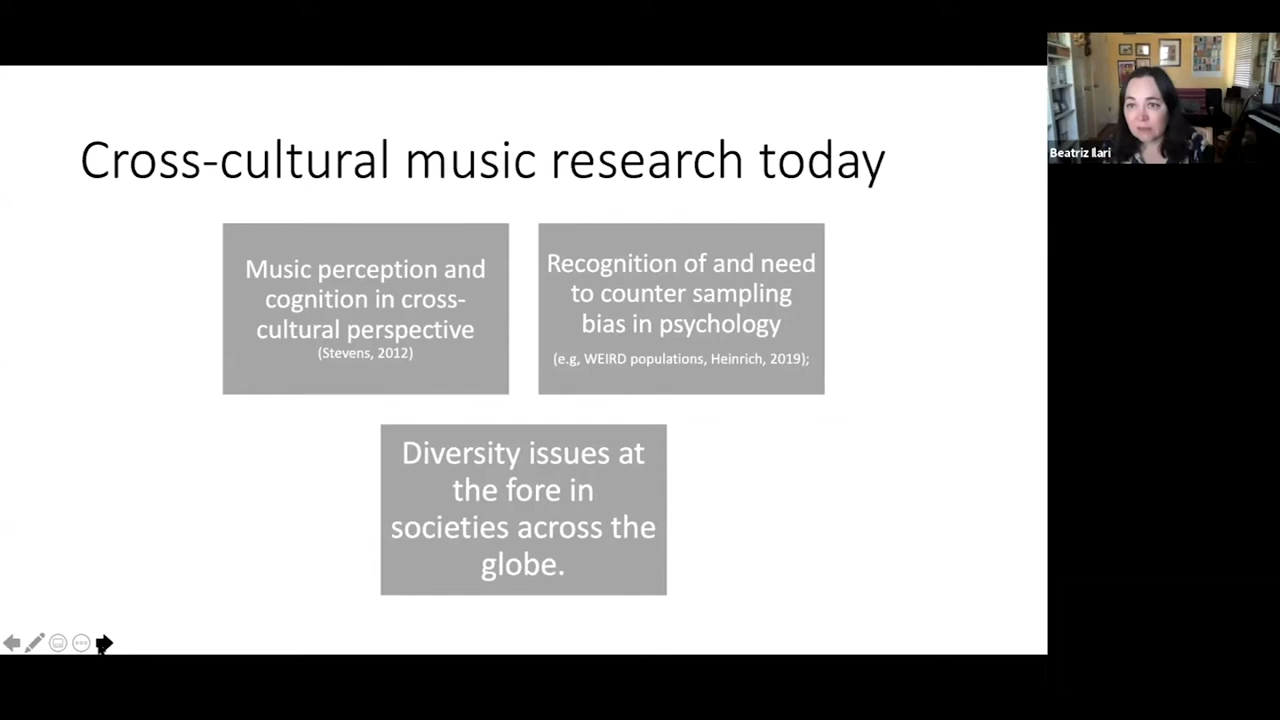 Cross-cultural music research today
Music perception and
cognition in cross-
cultural perspective
(Stevens, 2012)
Recognition of and need
to counter sampling
bias in psychology
(e.g, WEIRD populations, Heinrich, 2019);
Diversity issues at
the fore in
societies across the
globe.
Beatriz Ilari